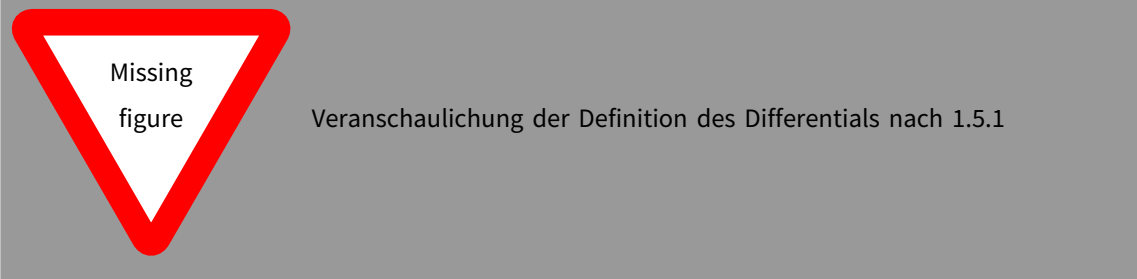 Missing
figure
Veranschaulichung der Definition des Differentials nach 1.5.1